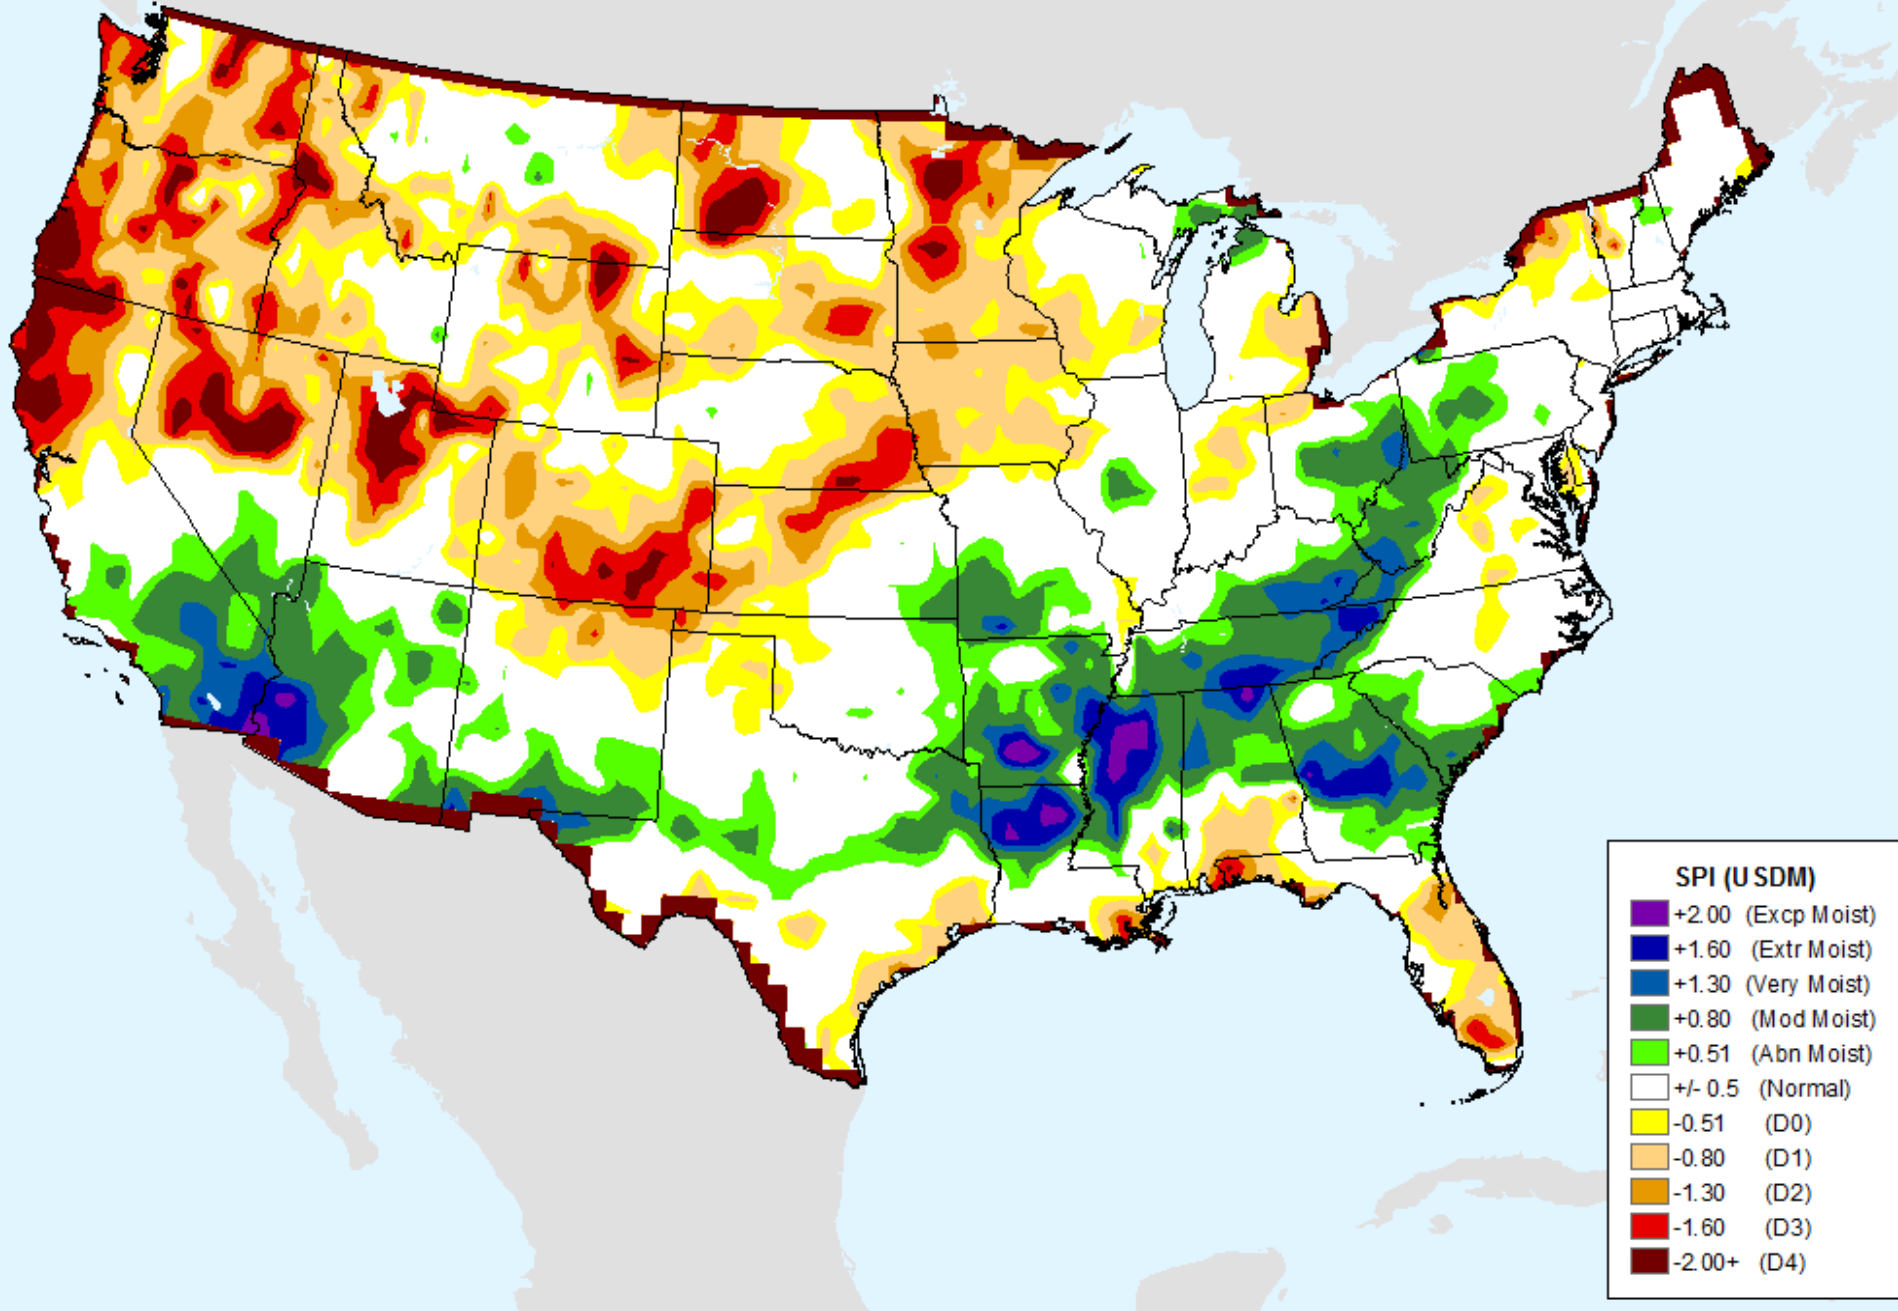 SPI (USDM)
+2.00 (Excp Moist)
+1.60 (Extr Moist)
+1.30 (Very Moist)
+0.80 (Mod Moist)
+0.51 (Abn Moist)
+/- 0.5 (Normal)
-0.51 (D0)
-0.80 (D1)
-1.30 (D2)
-1.60 (D3)
-2.00+ (D4)